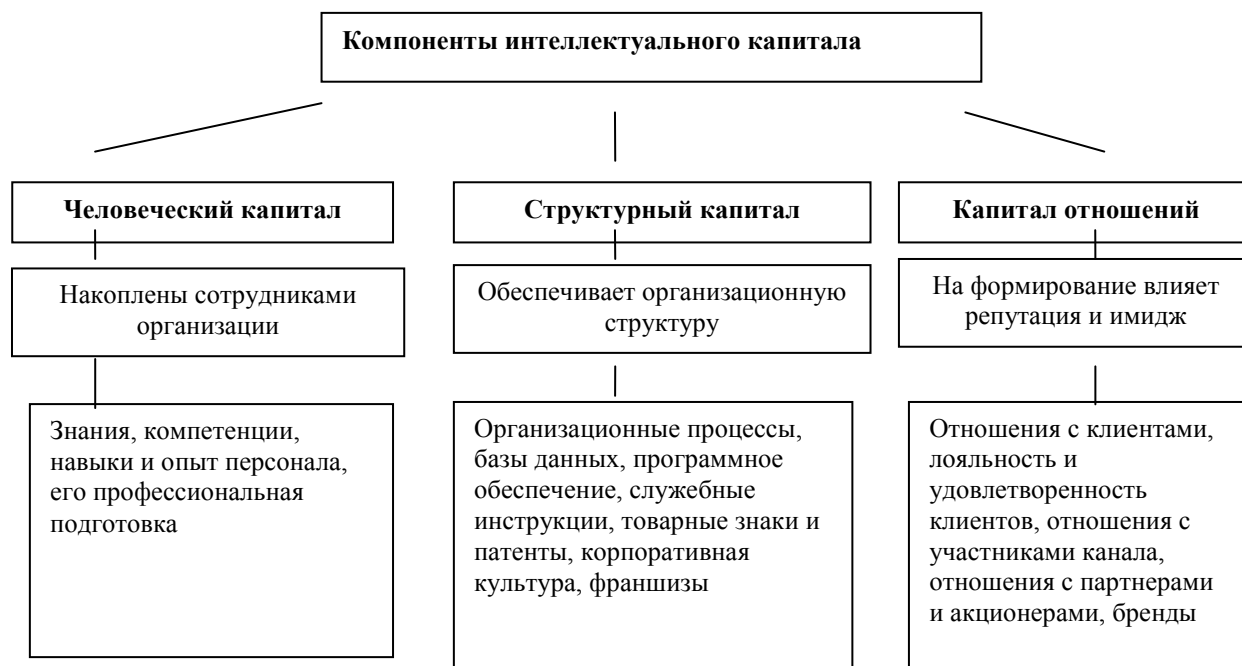 Компоненты интеллектуального капитала
Человеческий капитал
Структурный капитал
Капитал отношений
Накоплены сотрудниками
организации
Обеспечивает организационную
структуру
На формирование влияет
репутация и имидж
Знания, компетенции,
навыки и опыт персонала,
его профессиональная
подготовка
Организационные процессы,
базы данных, программное
обеспечение, служебные
инструкции, товарные знаки и
патенты, корпоративная
культура, франшизы
Отношения с клиентами,
лояльность и
удовлетворенность
клиентов, отношения с
участниками канала,
отношения с партнерами
и акционерами, бренды